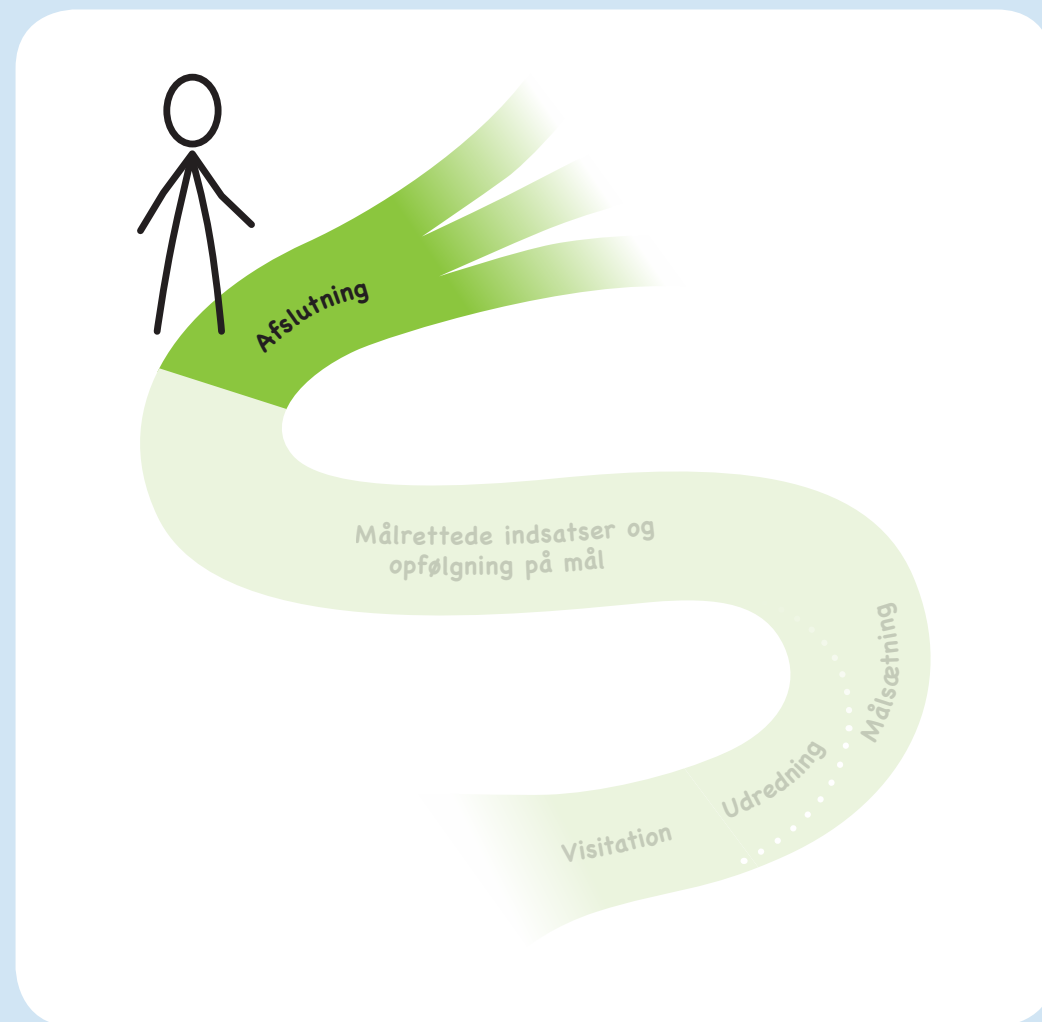 Afslutning
Målrettede indsatser og
opfølgning på mål
Målsætning
Udredning
Visitation